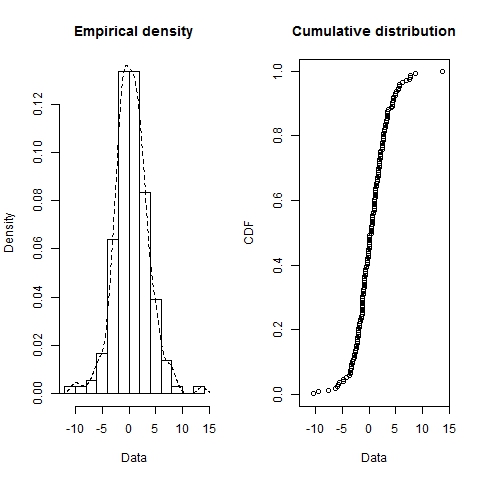 Empirical density
Density
0.00 0.02 0.04 0.06 0.08 0.10 0.12
-10 -5 0 5 10 15
Data
Cumulative distribution
CDF
0.0 0.2 0.4 0.6 0.8 1.0
-10 -5 0 5 10 15
Data